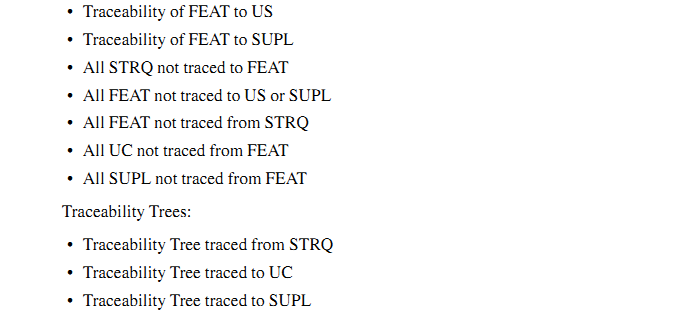 • Traceability of FEAT to US
• Traceability of FEAT to SUPL
• All STRQ not traced to FEAT
• All FEAT not traced to US or SUPL
• All FEAT not traced from STRQ
• All UC not traced from FEAT
• All SUPL not traced from FEAT
Traceability Trees:
• Traceability Tree traced from STRQ
• Traceability Tree traced to UC
• Traceability Tree traced to SUPL